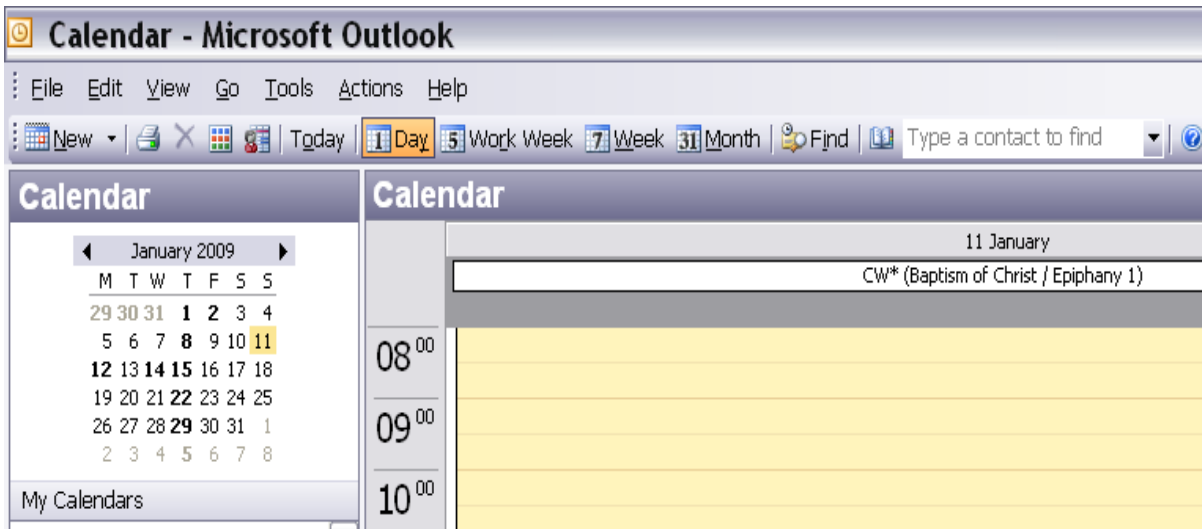 Calendar - Microsoft Outlook
File Edit View Go Tools Actions Help
New Today 1 Day 5 Work Week 7 Week 31 Month Find Type a contact to find
Calendar
January 2009
M T W T F S S
29 30 31 1 2 3 4
5 6 7 8 9 10 11
12 13 14 15 16 17 18
19 20 21 22 23 24 25
26 27 28 29 30 31 1
2 3 4 5 6 7 8
My Calendars
Calendar
11 January
CW* (Baptism of Christ / Epiphany 1)
08 00
09 00
10 00